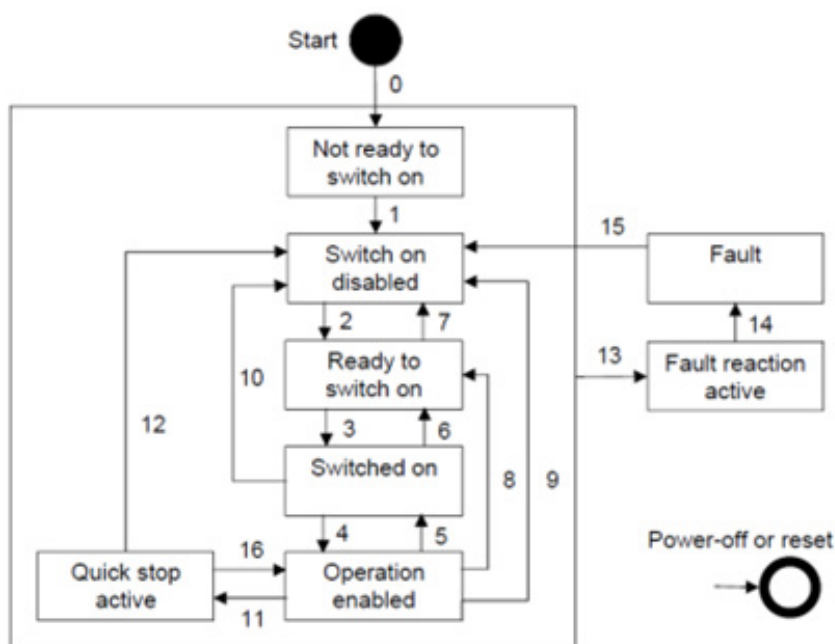 Start
0
Not ready to
switch on
1
15
Switch on
disabled
Fault
2
7
14
10
Ready to
switch on
13
Fault reaction
active
12
3
6
Switched on
8
9
4
5
Power-off or reset
16
Quick stop
active
Operation
enabled
11